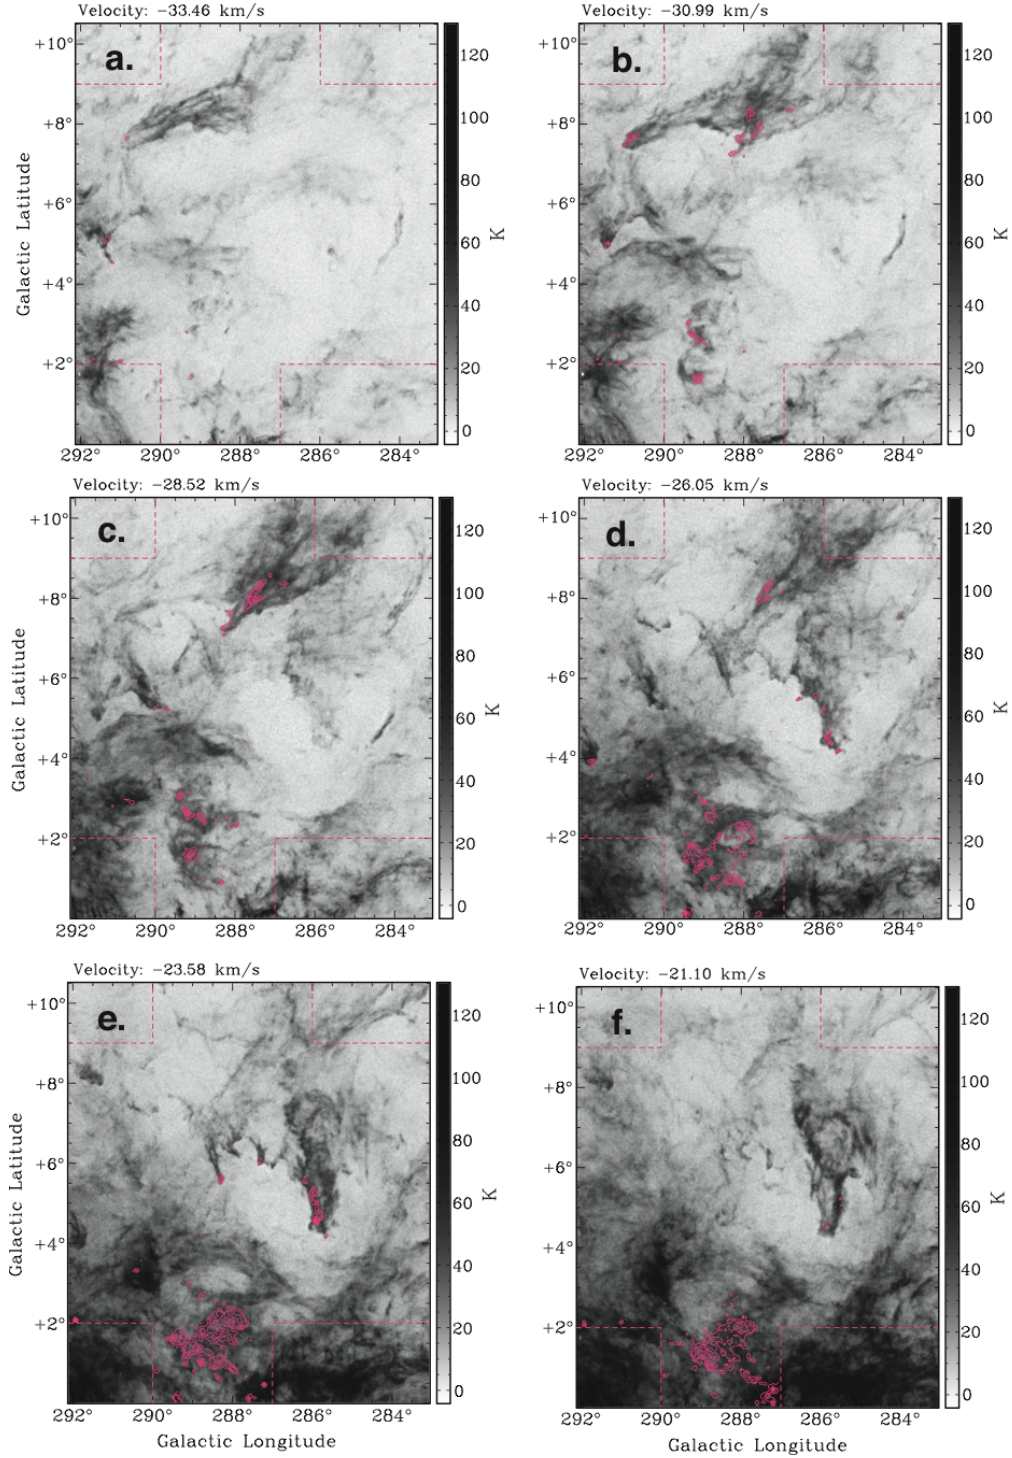 Velocity: −33.46 km/s
Velocity: −30.99 km/s
a.
b.
+10°
+8°
+6°
+4°
+2°
120
100
80
60
40
20
0
K
Galactic Latitude
292° 290° 288° 286° 284°
+10°
+8°
+6°
+4°
+2°
120
100
80
60
40
20
0
K
292° 290° 288° 286° 284°
Velocity: −28.52 km/s
Velocity: −26.05 km/s
c.
d.
+10°
+8°
+6°
+4°
+2°
120
100
80
60
40
20
0
K
Galactic Latitude
292° 290° 288° 286° 284°
+10°
+8°
+6°
+4°
+2°
120
100
80
60
40
20
0
K
292° 290° 288° 286° 284°
Velocity: −23.58 km/s
Velocity: −21.10 km/s
e.
f.
+10°
+8°
+6°
+4°
+2°
120
100
80
60
40
20
0
K
Galactic Latitude
292° 290° 288° 286° 284°
Galactic Longitude
+10°
+8°
+6°
+4°
+2°
120
100
80
60
40
20
0
K
292° 290° 288° 286° 284°
Galactic Longitude